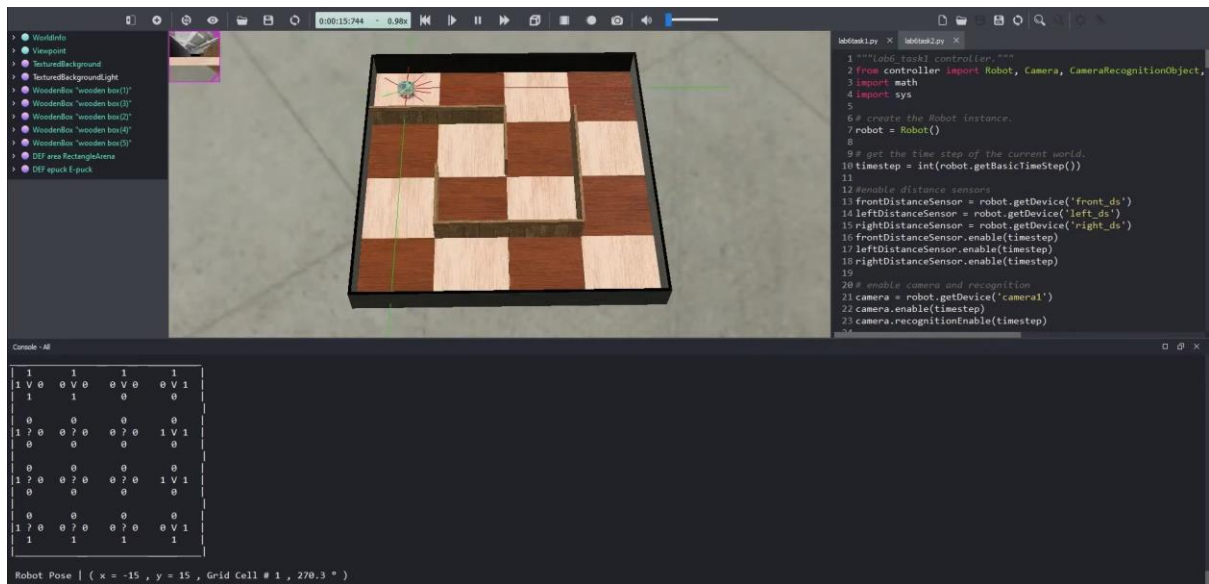 0:00:15:744 - 0.98x
WorldInfo
Viewpoint
TexturedBackground
TexturedBackgroundLight
WoodenBox "wooden box(1)"
WoodenBox "wooden box(3)"
WoodenBox "wooden box(2)"
WoodenBox "wooden box(4)"
WoodenBox "wooden box(5)"
DEF area RectangleArena
DEF epuck E-puck
lab6task1.py × lab6task2.py ×
1 """lab6_task1 controller."""
2 from controller import Robot, Camera, CameraRecognitionObject,
3 import math
4 import sys
5
6 # create the Robot instance.
7 robot = Robot()
8
9 # get the time step of the current world.
10 timestep = int(robot.getBasicTimeStep())
11
12 #enable distance sensors
13 frontDistanceSensor = robot.getDevice('front_ds')
14 leftDistanceSensor = robot.getDevice('left_ds')
15 rightDistanceSensor = robot.getDevice('right_ds')
16 frontDistanceSensor.enable(timestep)
17 leftDistanceSensor.enable(timestep)
18 rightDistanceSensor.enable(timestep)
19
20 # enable camera and recognition
21 camera = robot.getDevice('camera1')
22 camera.enable(timestep)
23 camera.recognitionEnable(timestep)
Console - All
| 1 1 1 1 |
|1 V 0 0 V 0 0 V 0 0 V 1 |
| 1 1 0 0 |
| |
| 0 0 0 0 |
|1 ? 0 0 ? 0 0 ? 0 1 V 1 |
| 0 0 0 0 |
| |
| 0 0 0 0 |
|1 ? 0 0 ? 0 0 ? 0 1 V 1 |
| 0 0 0 0 |
| |
| 0 0 0 0 |
|1 ? 0 0 ? 0 0 ? 0 0 V 1 |
| 1 1 1 1 |
Robot Pose | ( x = -15 , y = 15 , Grid Cell # 1 , 270.3 ° )